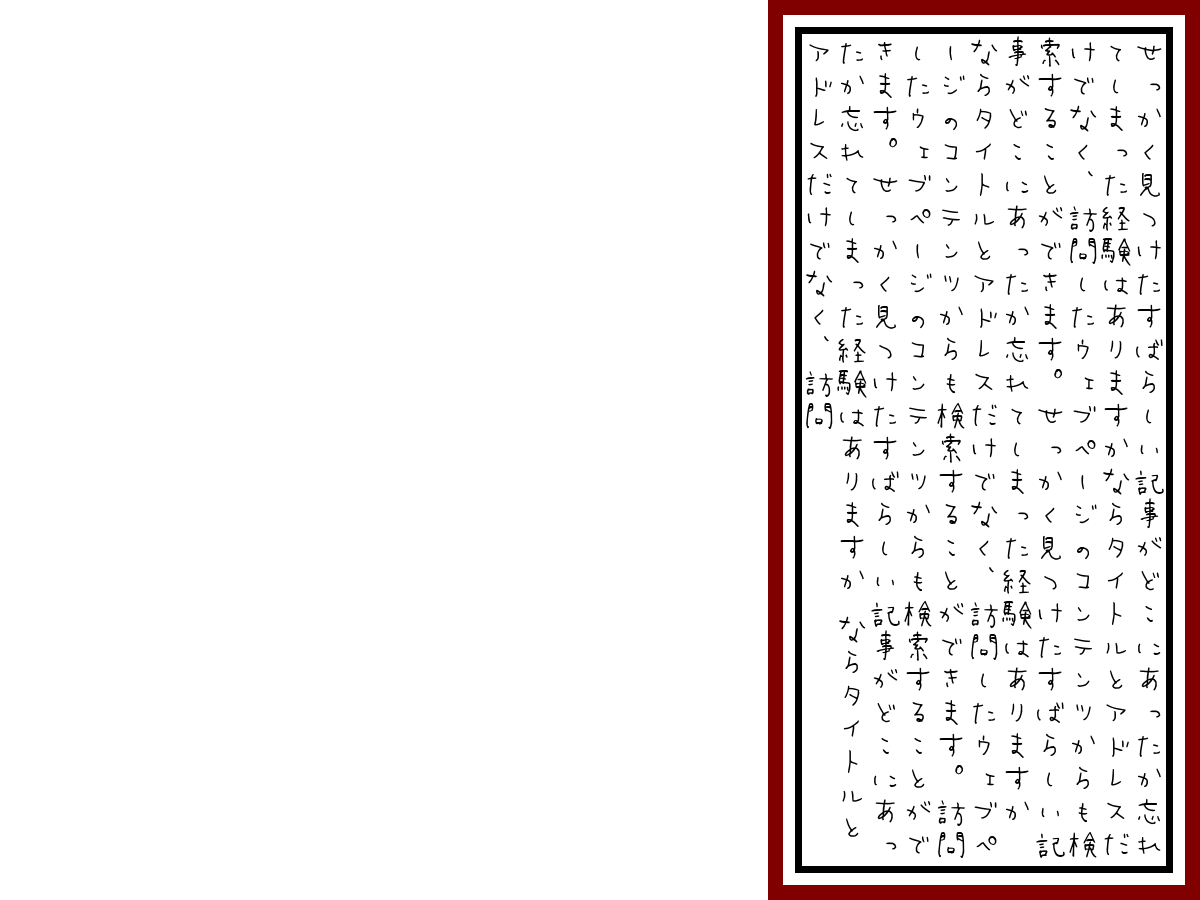 せっかく見つけたすばらしい記事がどこにあったか忘れ
てしまった経験はありますかならタイトルとアドレスだ
けでなく、訪問したウェブページのコンテンツからも検
索することができます。せっかく見つけたすばらしい記
事がどこにあったか忘れてしまった経験はありますか
ならタイトルとアドレスだけでなく、訪問したウェブペ
ージのコンテンツからも検索することができます。訪問
したウェブページのコンテンツからも検索することがで
きます。せっかく見つけたすばらしい記事がどこにあっ
たか忘れてしまった経験はありますか ならタイトルと
アドレスだけでなく、訪問